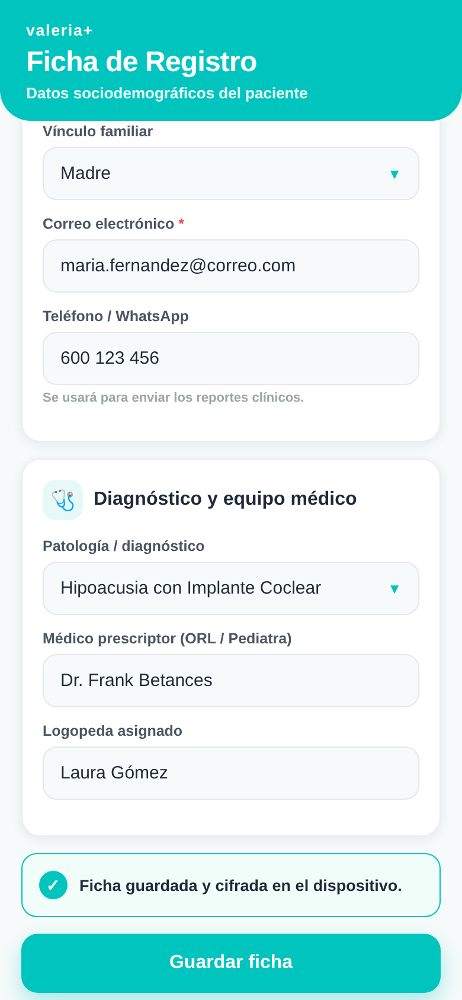 valeria+
Ficha de Registro
Datos sociodemográficos del paciente
Vínculo familiar
Madre
Correo electrónico *
maria.fernandez@correo.com
Teléfono / WhatsApp
600 123 456
Se usará para enviar los reportes clínicos.
Diagnóstico y equipo médico
Patología / diagnóstico
Hipoacusia con Implante Coclear
Médico prescriptor (ORL / Pediatra)
Dr. Frank Betances
Logopeda asignado
Laura Gómez
Ficha guardada y cifrada en el dispositivo.
Guardar ficha